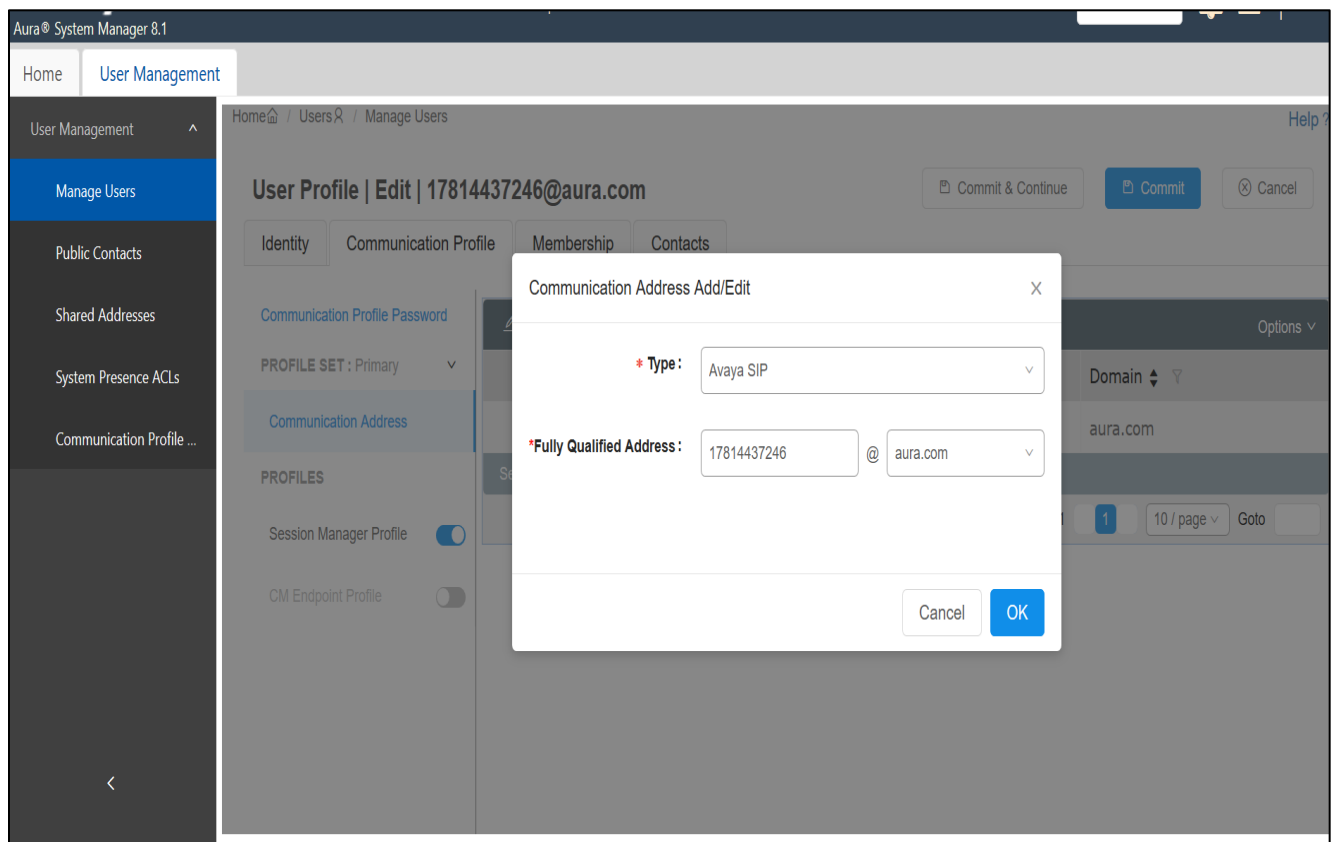 Aura® System Manager 8.1
Home User Management
User Management
Manage Users
Public Contacts
Shared Addresses
System Presence ACLs
Communication Profile ...
Home / Users / Manage Users
Help ?
User Profile | Edit | 17814437246@aura.com
Commit & Continue Commit Cancel
Identity Communication Profile Membership Contacts
Communication Profile Password
PROFILE SET : Primary
Communication Address
PROFILES
Session Manager Profile
CM Endpoint Profile
Options
Domain
aura.com
1 10 / page Goto
Communication Address Add/Edit X
* Type : Avaya SIP
*Fully Qualified Address : 17814437246 @ aura.com
Cancel OK